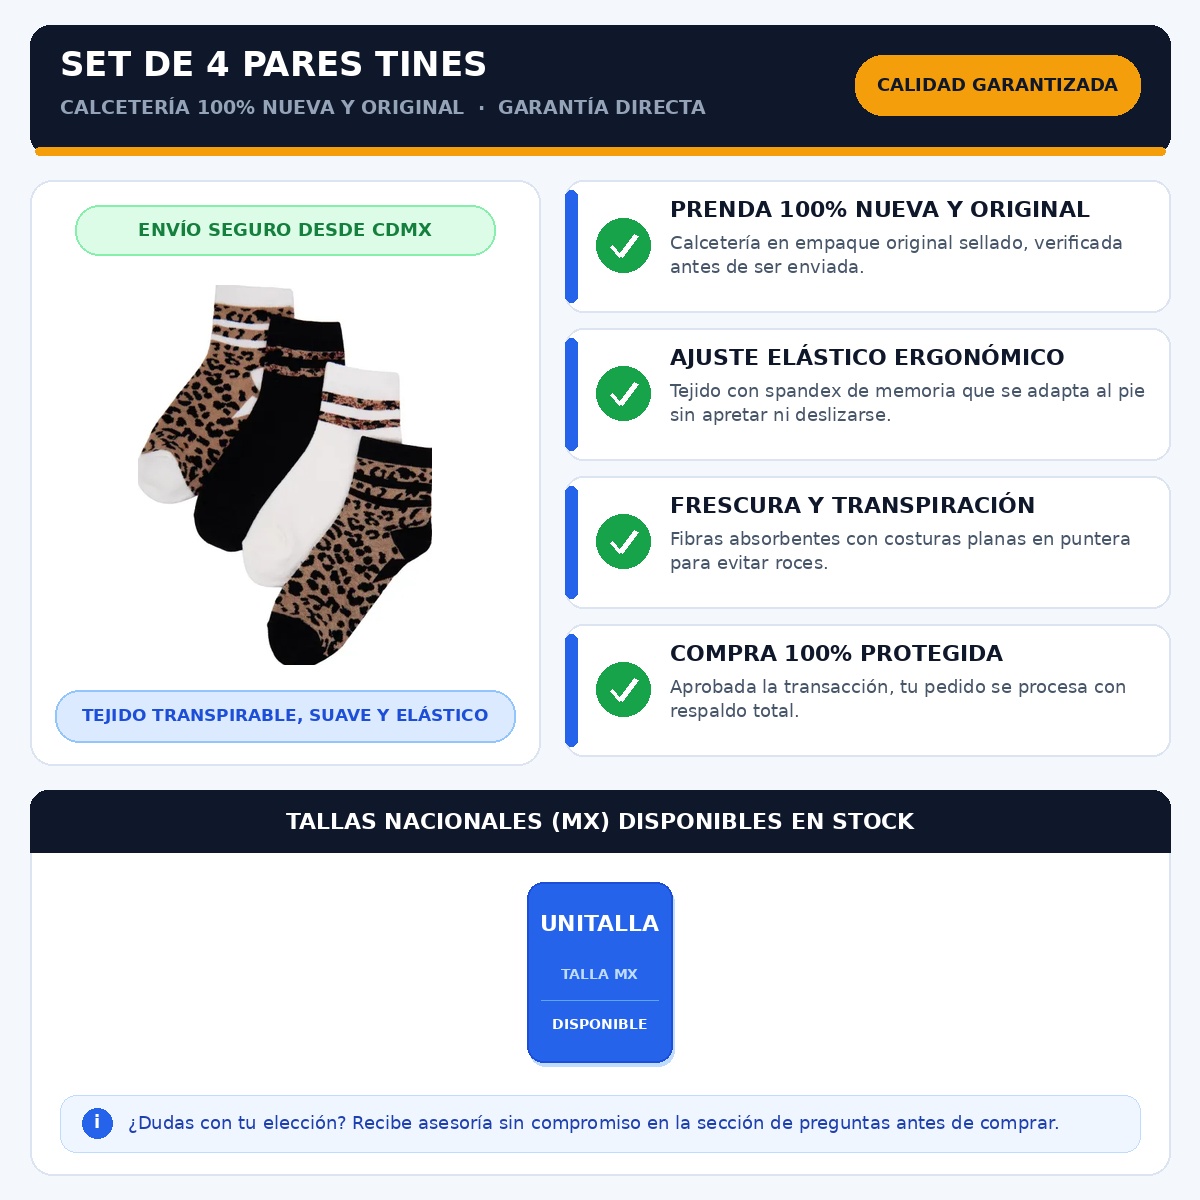 SET DE 4 PARES TINES
CALCETERÍA 100% NUEVA Y ORIGINAL · GARANTÍA DIRECTA
CALIDAD GARANTIZADA
ENVÍO SEGURO DESDE CDMX
TEJIDO TRANSPIRABLE, SUAVE Y ELÁSTICO
PRENDA 100% NUEVA Y ORIGINAL
Calcetería en empaque original sellado, verificada
antes de ser enviada.
AJUSTE ELÁSTICO ERGONÓMICO
Tejido con spandex de memoria que se adapta al pie
sin apretar ni deslizarse.
FRESCURA Y TRANSPIRACIÓN
Fibras absorbentes con costuras planas en puntera
para evitar roces.
COMPRA 100% PROTEGIDA
Aprobada la transacción, tu pedido se procesa con
respaldo total.
TALLAS NACIONALES (MX) DISPONIBLES EN STOCK
UNITALLA
TALLA MX
DISPONIBLE
i ¿Dudas con tu elección? Recibe asesoría sin compromiso en la sección de preguntas antes de comprar.